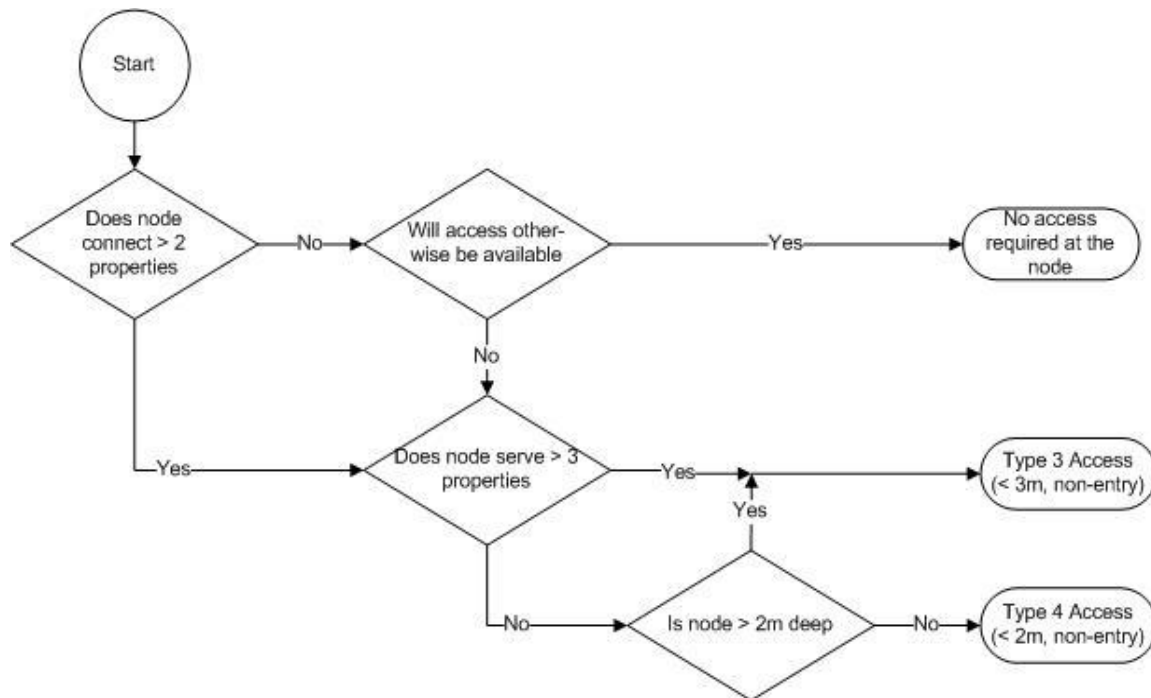 Start
Does node
connect > 2
properties
No
Will access other-
wise be available
Yes
No access
required at the
node
No
Yes
Does node serve > 3
properties
Yes
Type 3 Access
(< 3m, non-entry)
Yes
No
Is node > 2m deep
No
Type 4 Access
(< 2m, non-entry)